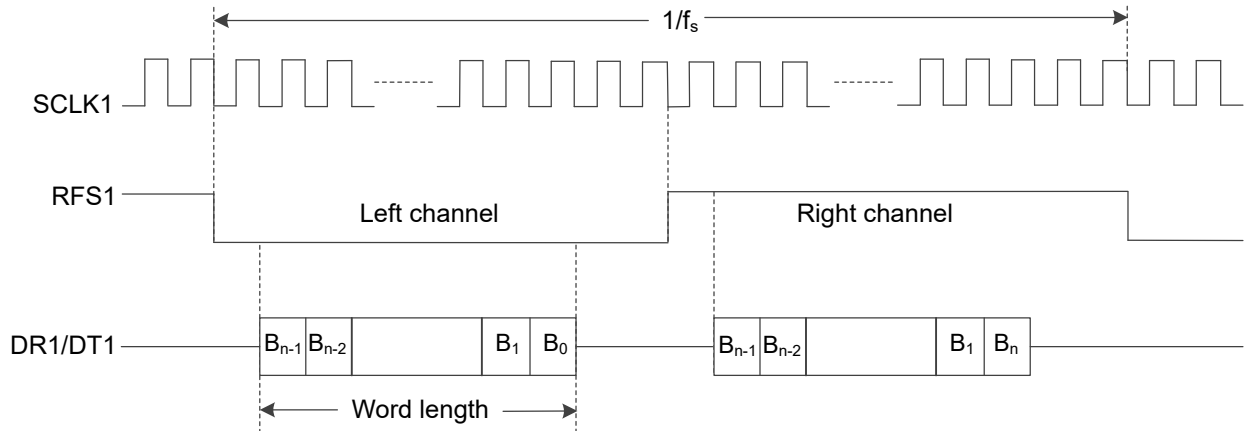 1/fs
SCLK1
RFS1
Left channel
Right channel
DR1/DT1
Bn-1 Bn-2 B1 B0 Bn-1 Bn-2 B1 Bn
Word length